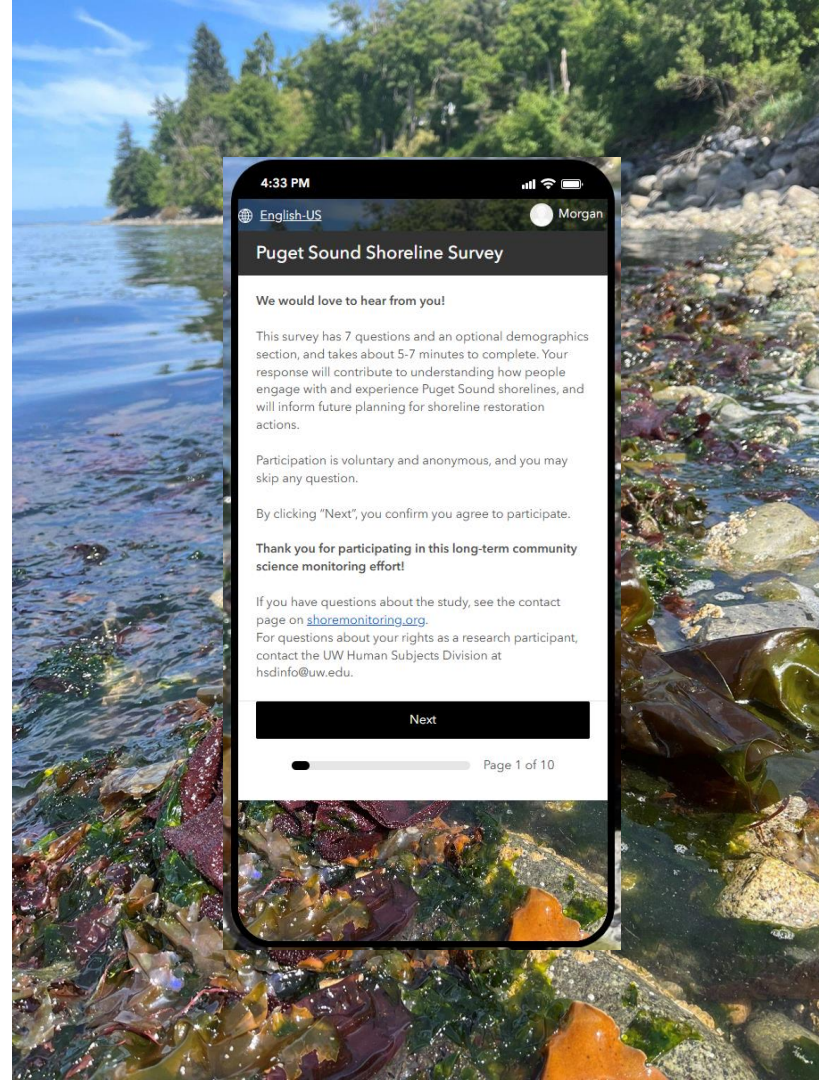 4:33 PM
English-US
Morgan
Puget Sound Shoreline Survey
We would love to hear from you!
This survey has 7 questions and an optional demographics
section, and takes about 5-7 minutes to complete. Your
response will contribute to understanding how people
engage with and experience Puget Sound shorelines, and
will inform future planning for shoreline restoration
actions.
Participation is voluntary and anonymous, and you may
skip any question.
By clicking “Next”, you confirm you agree to participate.
Thank you for participating in this long-term community
science monitoring effort!
If you have questions about the study, see the contact
page on shoremonitoring.org.
For questions about your rights as a research participant,
contact the UW Human Subjects Division at
hsdinfo@uw.edu.
Next
Page 1 of 10